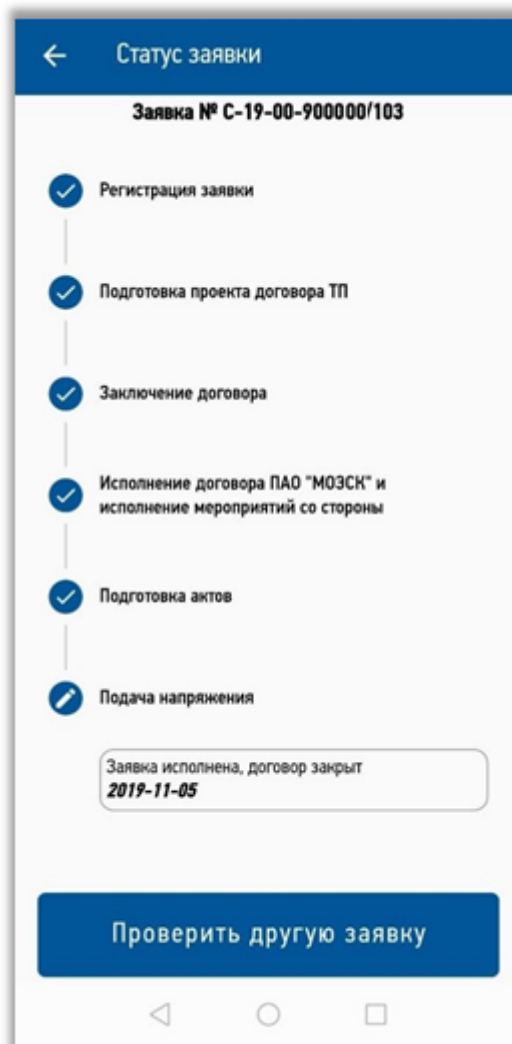 Статус заявки
Заявка № С-19-00-900000/103
Регистрация заявки
Подготовка проекта договора ТП
Заключение договора
Исполнение договора ПАО "МОЭСК" и
исполнение мероприятий со стороны
Подготовка актов
Подача напряжения
Заявка исполнена, договор закрыт
2019-11-05
Проверить другую заявку